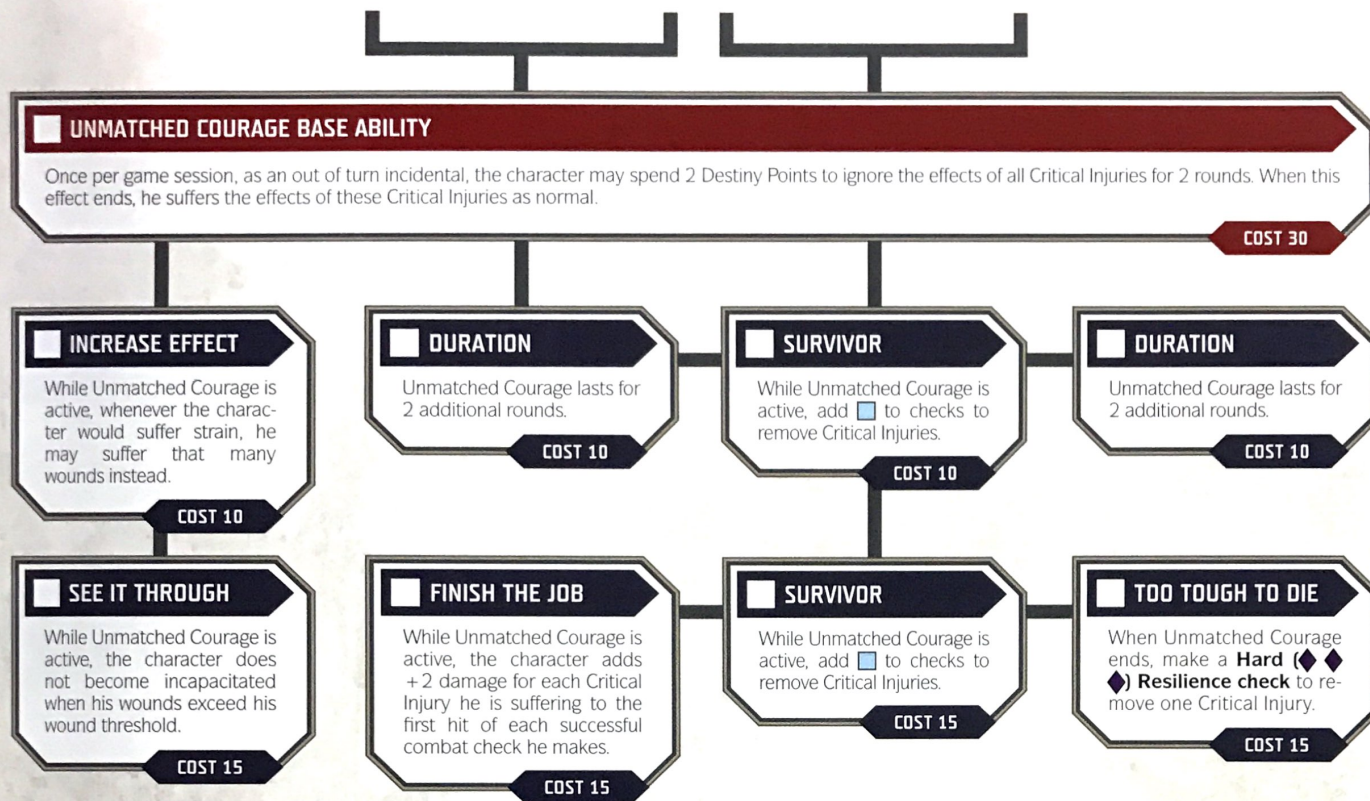 UNMATCHED COURAGE BASE ABILITY
Once per game session, as an out of turn incidental, the character may spend 2 Destiny Points to ignore the effects of all Critical Injuries for 2 rounds. When this
effect ends, he suffers the effects of these Critical Injuries as normal.
COST 30
INCREASE EFFECT
While Unmatched Courage is
active, whenever the charac-
ter would suffer strain, he
may suffer that many
wounds instead.
COST 10
DURATION
Unmatched Courage lasts for
2 additional rounds.
COST 10
SURVIVOR
While Unmatched Courage is
active, add to checks to
remove Critical Injuries.
COST 10
DURATION
Unmatched Courage lasts for
2 additional rounds.
COST 10
SEE IT THROUGH
While Unmatched Courage is
active, the character does
not become incapacitated
when his wounds exceed his
wound threshold.
COST 15
FINISH THE JOB
While Unmatched Courage is
active, the character adds
+2 damage for each Critical
Injury he is suffering to the
first hit of each successful
combat check he makes.
COST 15
SURVIVOR
While Unmatched Courage is
active, add to checks to
remove Critical Injuries.
COST 15
TOO TOUGH TO DIE
When Unmatched Courage
ends, make a Hard (◆ ◆
◆) Resilience check to re-
move one Critical Injury.
COST 15